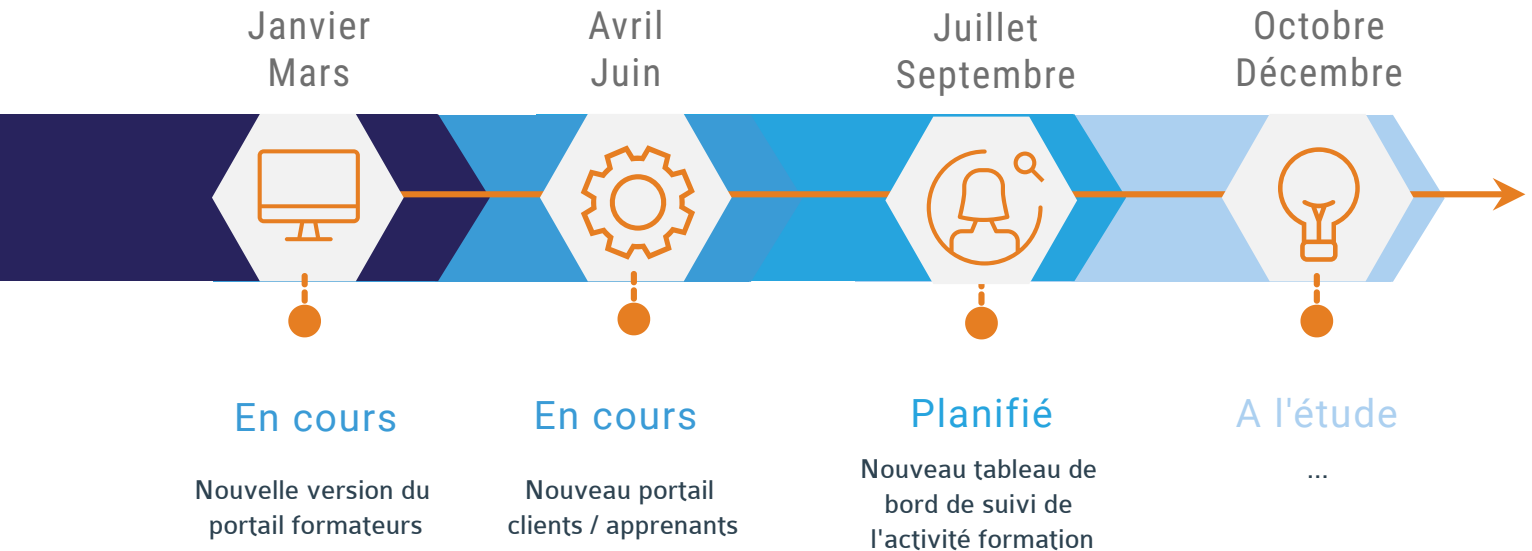 Janvier
Mars
Avril
Juin
Juillet
Septembre
Octobre
Décembre
En cours
Nouvelle version du
portail formateurs
En cours
Nouveau portail
clients / apprenants
Planifié
Nouveau tableau de
bord de suivi de
l'activité formation
A l'étude
...